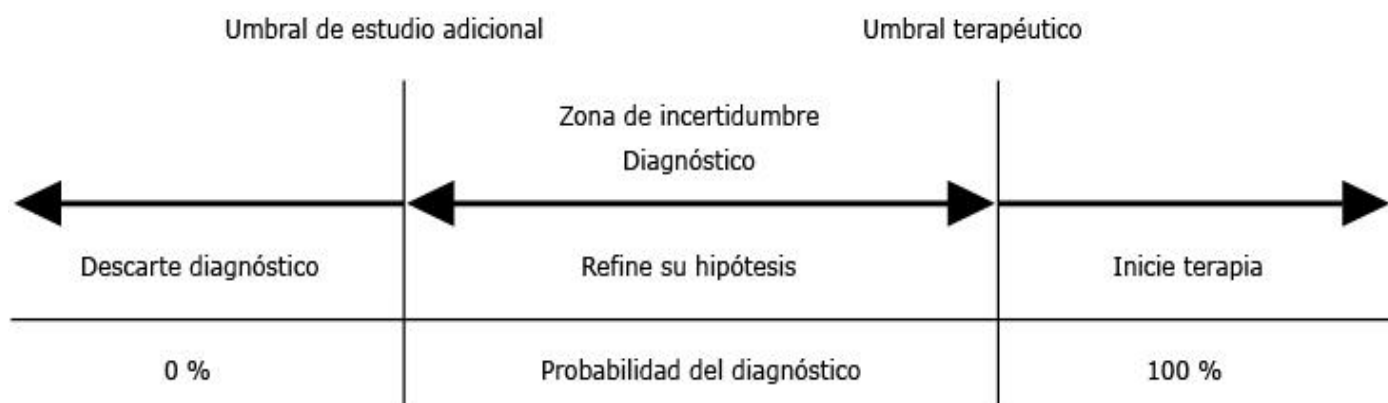 Umbral de estudio adicional
Umbral terapéutico
Zona de incertidumbre
Diagnóstico
Descarte diagnóstico
Refine su hipótesis
Inicie terapia
0 %
Probabilidad del diagnóstico
100 %